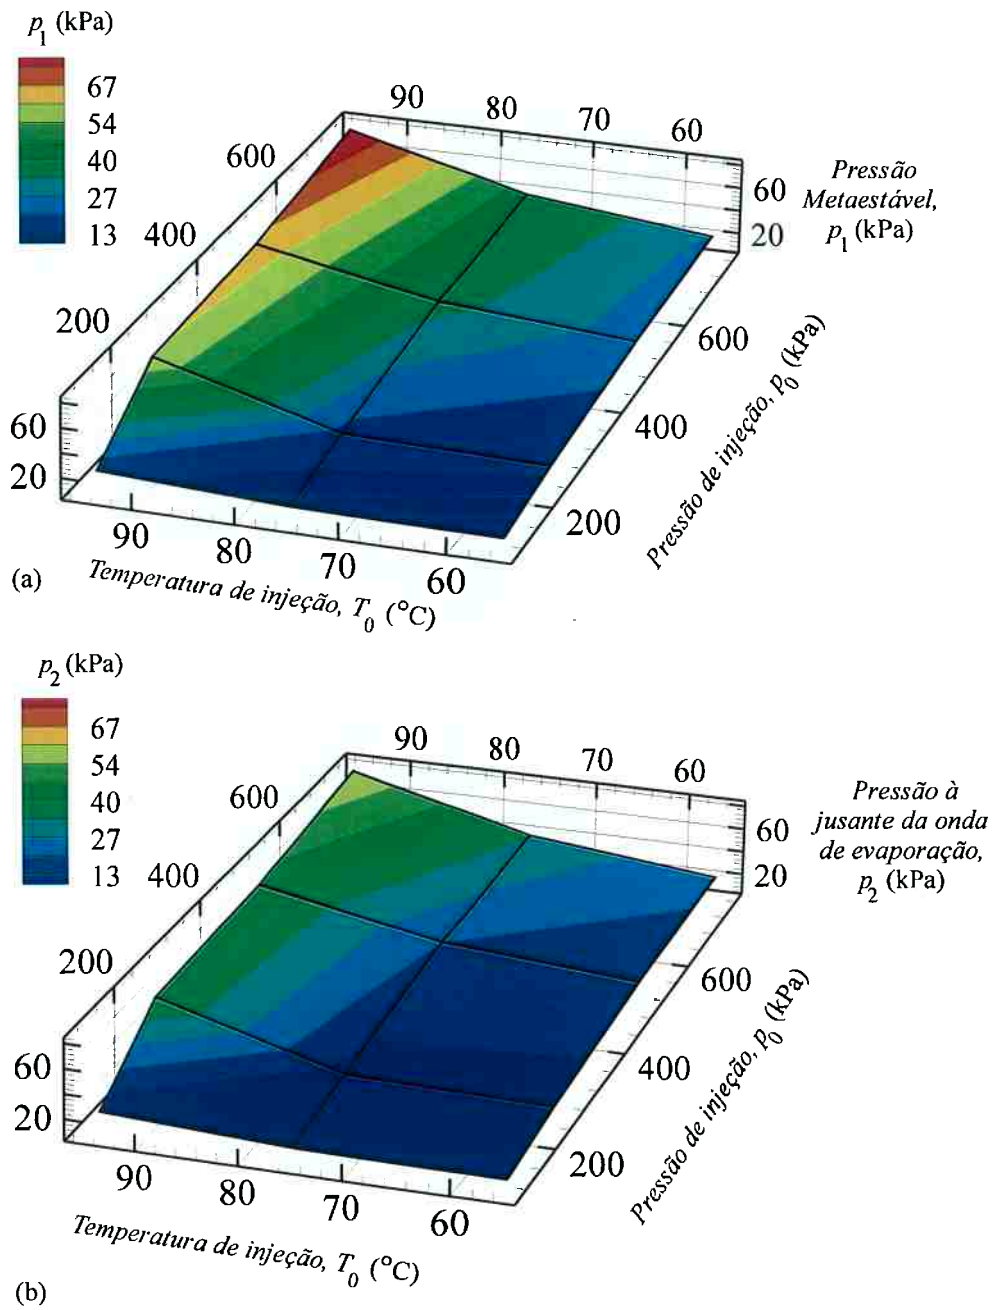 p1 (kPa)
67
54
40
27
13
90 80 70 60
600
400
200
60
20
60
20
Pressão
Metaestável,
p1 (kPa)
600
400
200
Pressão de injeção, p0 (kPa)
90 80 70 60
Temperatura de injeção, T0 (°C)
(a)
p2 (kPa)
67
54
40
27
13
90 80 70 60
600
400
200
60
20
60
20
Pressão à
jusante da onda
de evaporação,
p2 (kPa)
600
400
200
Pressão de injeção, p0 (kPa)
90 80 70 60
Temperatura de injeção, T0 (°C)
(b)